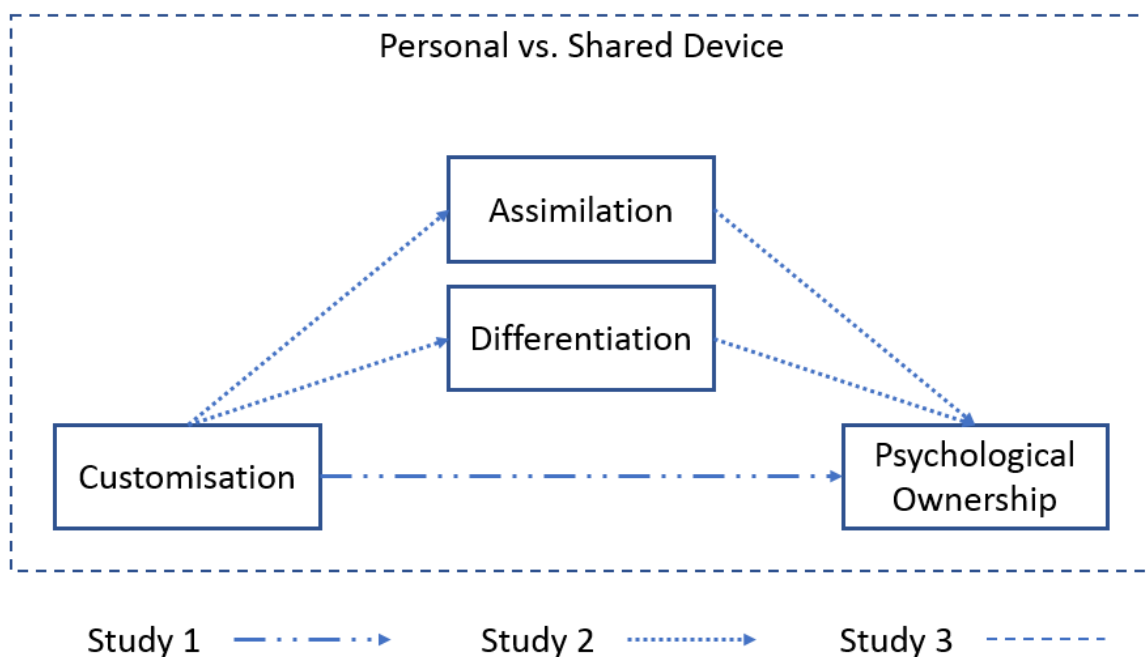 Personal vs. Shared Device
Assimilation
Differentiation
Customisation
Psychological
Ownership
Study 1
Study 2
Study 3